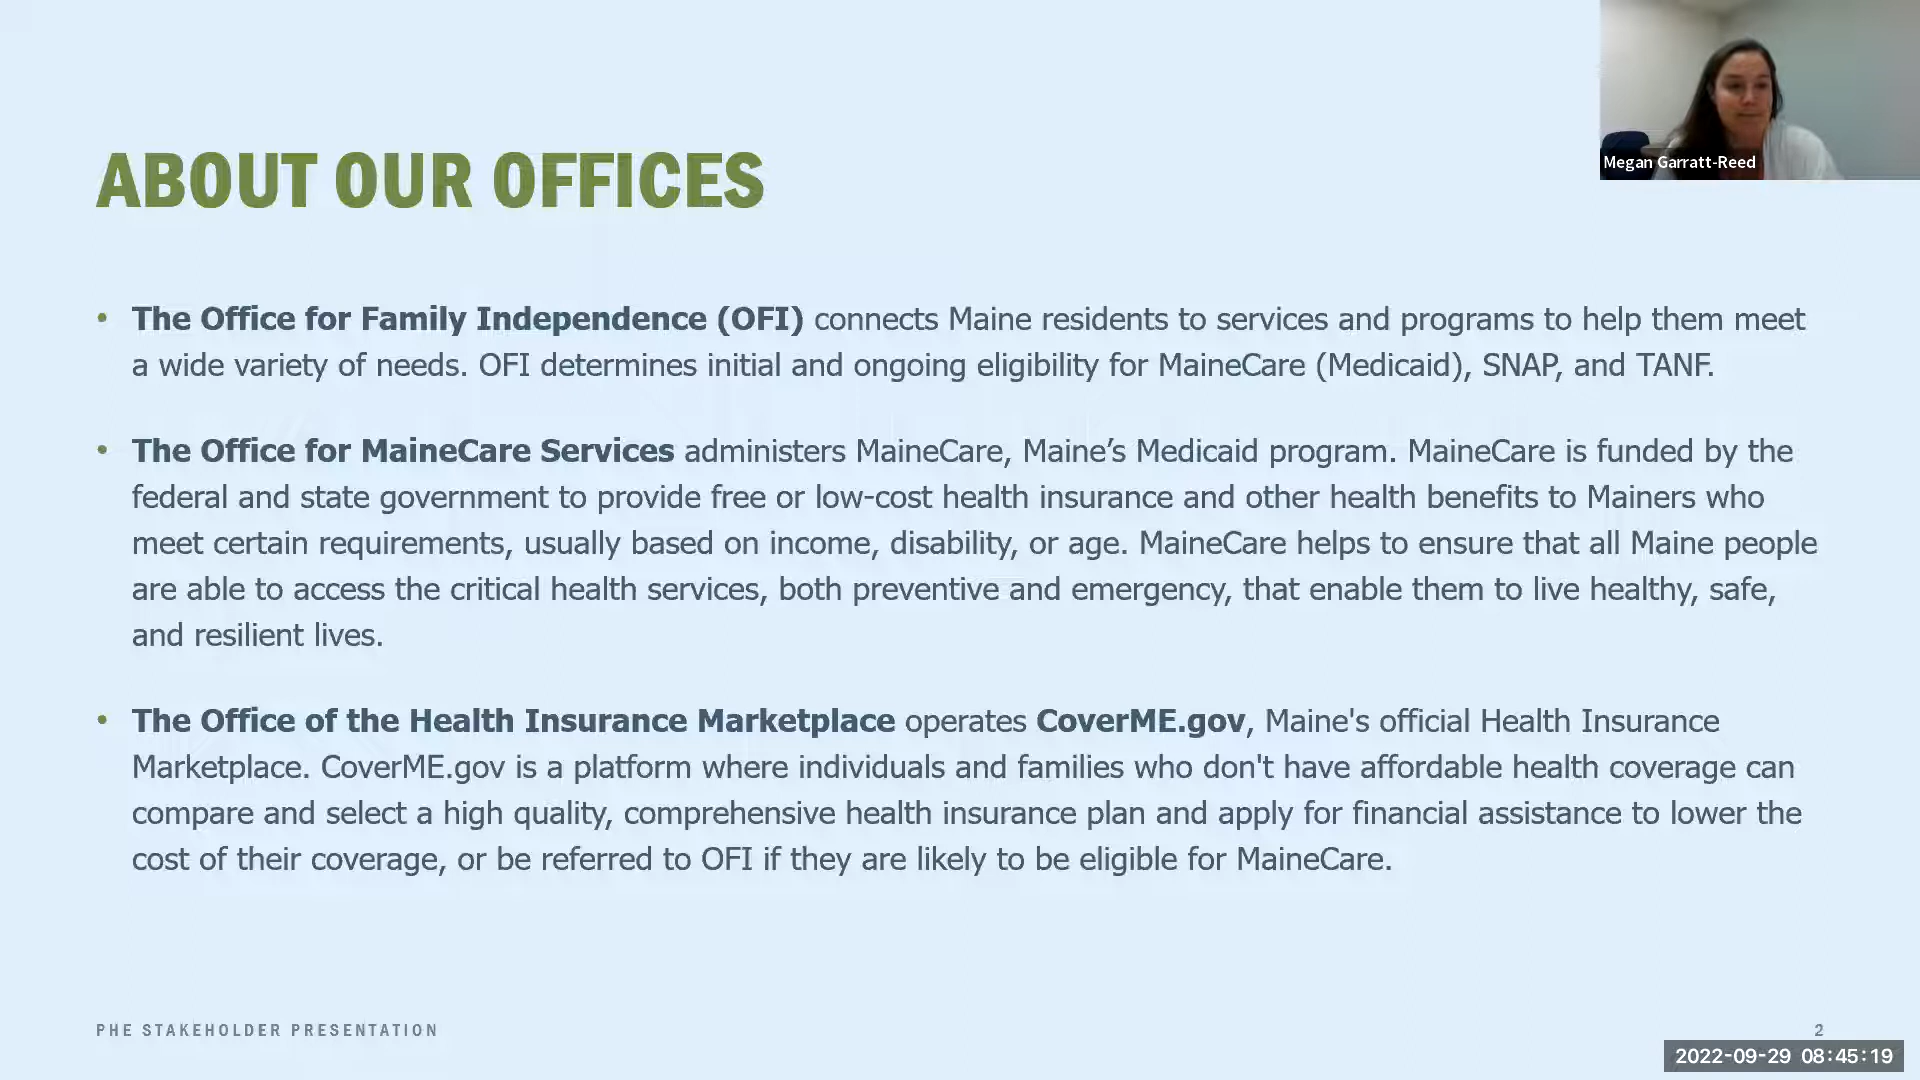 Megan Garratt-Reed
ABOUT OUR OFFICES
• The Office for Family Independence (OFI) connects Maine residents to services and programs to help them meet
a wide variety of needs. OFI determines initial and ongoing eligibility for MaineCare (Medicaid), SNAP, and TANF.
• The Office for MaineCare Services administers MaineCare, Maine’s Medicaid program. MaineCare is funded by the
federal and state government to provide free or low-cost health insurance and other health benefits to Mainers who
meet certain requirements, usually based on income, disability, or age. MaineCare helps to ensure that all Maine people
are able to access the critical health services, both preventive and emergency, that enable them to live healthy, safe,
and resilient lives.
• The Office of the Health Insurance Marketplace operates CoverME.gov, Maine's official Health Insurance
Marketplace. CoverME.gov is a platform where individuals and families who don't have affordable health coverage can
compare and select a high quality, comprehensive health insurance plan and apply for financial assistance to lower the
cost of their coverage, or be referred to OFI if they are likely to be eligible for MaineCare.
PHE STAKEHOLDER PRESENTATION
2
2022-09-29 08:45:19